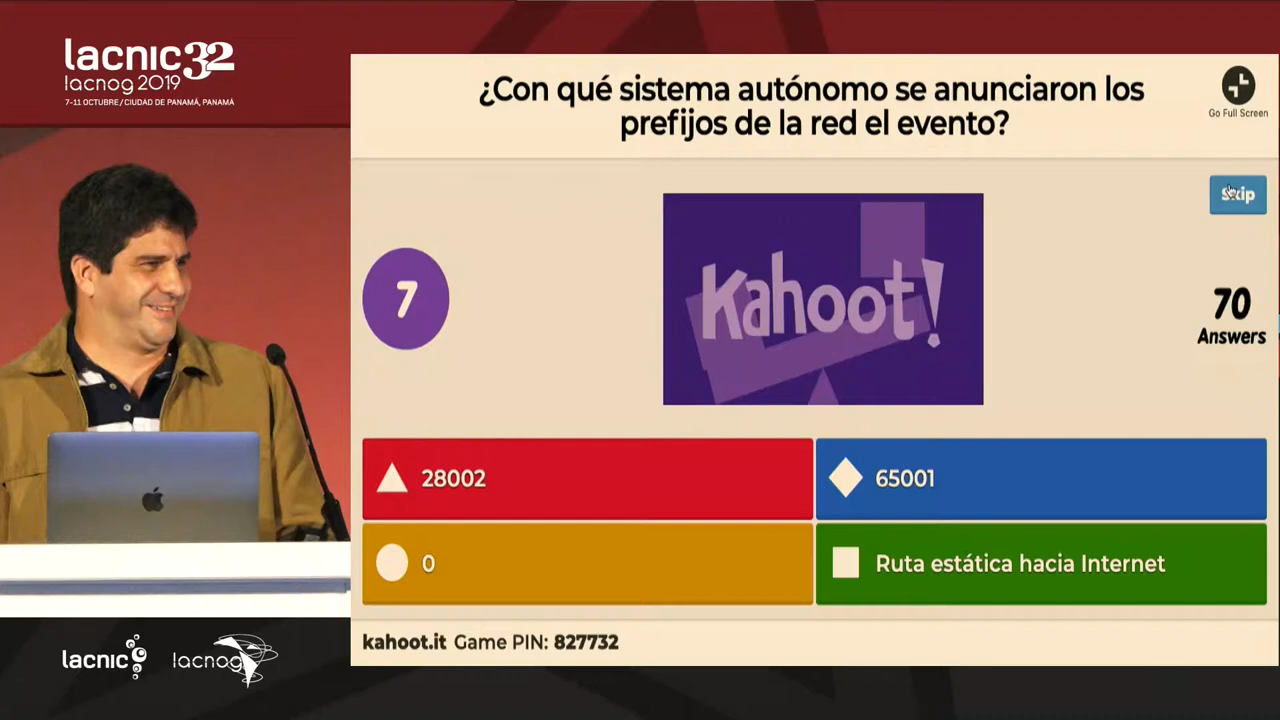 lacnic32
lacnog 2019
7-11 OCTUBRE / CIUDAD DE PANAMÁ, PANAMÁ
¿Con qué sistema autónomo se anunciaron los
prefijos de la red el evento?
Go Full Screen
Skip
7
Kahoot!
70
Answers
28002
65001
0
Ruta estática hacia Internet
kahoot.it Game PIN: 827732
lacnic
lacnog